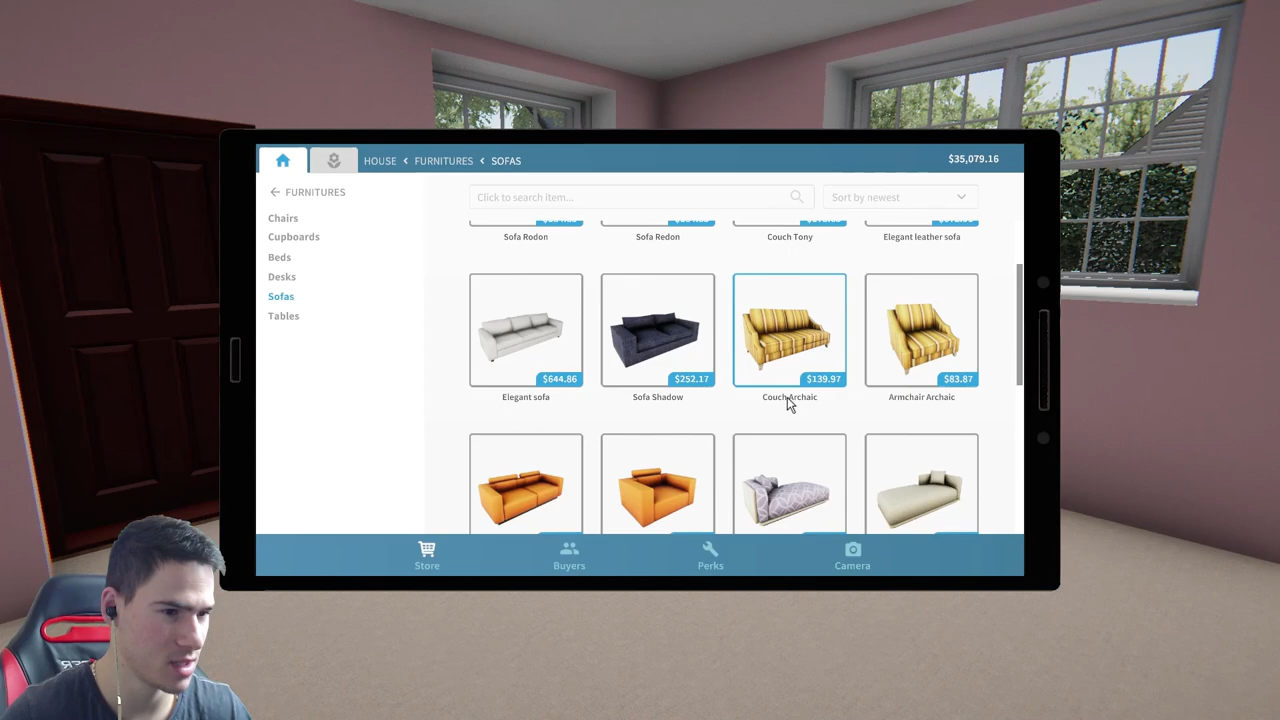 HOUSE < FURNITURES < SOFAS
$35,079.16
FURNITURES
Chairs
Cupboards
Beds
Desks
Sofas
Tables
Click to search item...
Sort by newest
Sofa Rodon
Sofa Redon
Couch Tony
Elegant leather sofa
$644.86
$252.17
$139.97
$83.87
Elegant sofa
Sofa Shadow
Couch Archaic
Armchair Archaic
Store
Buyers
Perks
Camera